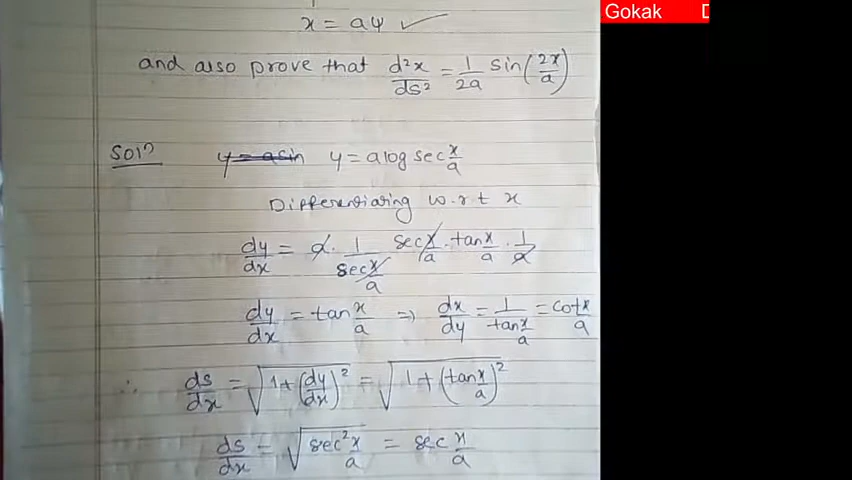 x = aψ ✓
and also prove that d²x/ds² = 1/2a sin(2x/a)
Soln y = a log sec x/a
Differentiating w.r.t x
dy/dx = a · 1/sec x/a · sec x/a · tan x/a · 1/a
dy/dx = tan x/a ⇒ dx/dy = 1/tan x/a = cot x/a
∴ ds/dx = √1+(dy/dx)² = √1+(tan x/a)²
ds/dx = √sec² x/a = sec x/a
Gokak